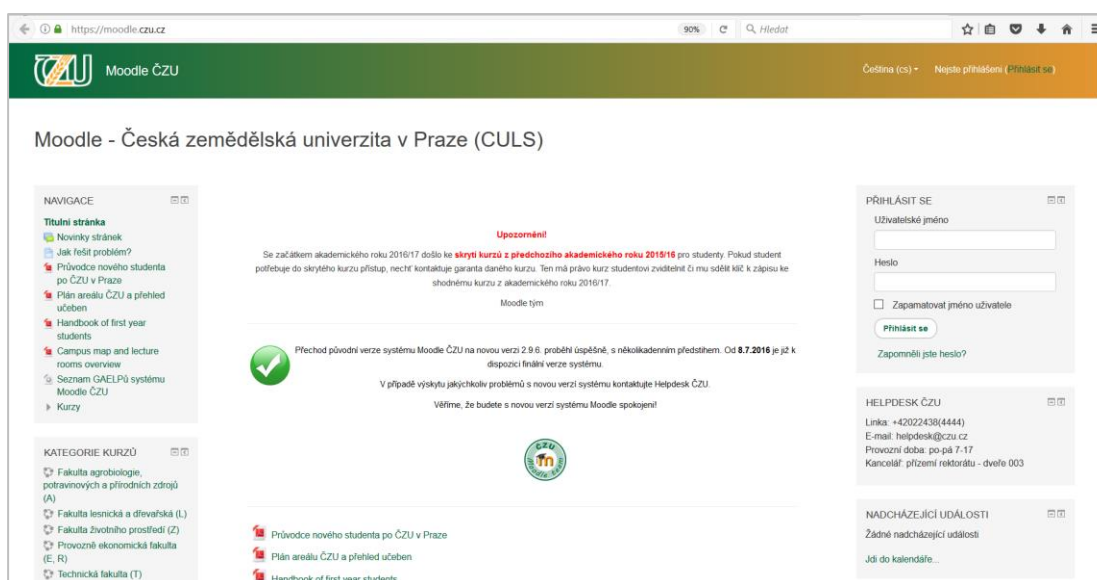 https://moodle.czu.cz
90%
Hledat
ČZU
Moodle ČZU
Čeština (cs)
Nejste přihlášeni (Přihlásit se)
Moodle - Česká zemědělská univerzita v Praze (CULS)
NAVIGACE
Titulní stránka
Novinky stránek
Jak řešit problém?
Průvodce nového studenta
po ČZU v Praze
Plán areálu ČZU a přehled
učeben
Handbook of first year
students
Campus map and lecture
rooms overview
Seznam GAELPů systému
Moodle ČZU
Kurzy
KATEGORIE KURZŮ
Fakulta agrobiologie,
potravinových a přírodních zdrojů
(A)
Fakulta lesnická a dřevařská (L)
Fakulta životního prostředí (Z)
Provozně ekonomická fakulta
(E, R)
Technická fakulta (T)
Upozornění!
Se začátkem akademického roku 2016/17 došlo ke skrytí kurzů z předchozího akademického roku 2015/16 pro studenty. Pokud student
potřebuje do skrytého kurzu přístup, nechť kontaktuje garanta daného kurzu. Ten má právo kurz studentovi zviditelnit či mu sdělit klíč k zápisu ke
shodnému kurzu z akademického roku 2016/17.
Moodle tým
Přechod původní verze systému Moodle ČZU na novou verzi 2.9.6. proběhl úspěšně, s několikadenním předstihem. Od 8.7.2016 je již k
dispozici finální verze systému.
V případě výskytu jakýchkoliv problémů s novou verzí systému kontaktujte Helpdesk ČZU.
Věříme, že budete s novou verzí systému Moodle spokojeni!
CZU
m
Moodle team
Průvodce nového studenta po ČZU v Praze
Plán areálu ČZU a přehled učeben
Handbook of first year students
PŘIHLÁSIT SE
Uživatelské jméno
Heslo
Zapamatovat jméno uživatele
Přihlásit se
Zapomněli jste heslo?
HELPDESK ČZU
Linka: +42022438(4444)
E-mail: helpdesk@czu.cz
Provozní doba: po-pá 7-17
Kancelář: přízemí rektorátu - dveře 003
NADCHÁZEJÍCÍ UDÁLOSTI
Žádné nadcházející události
Jdi do kalendáře...